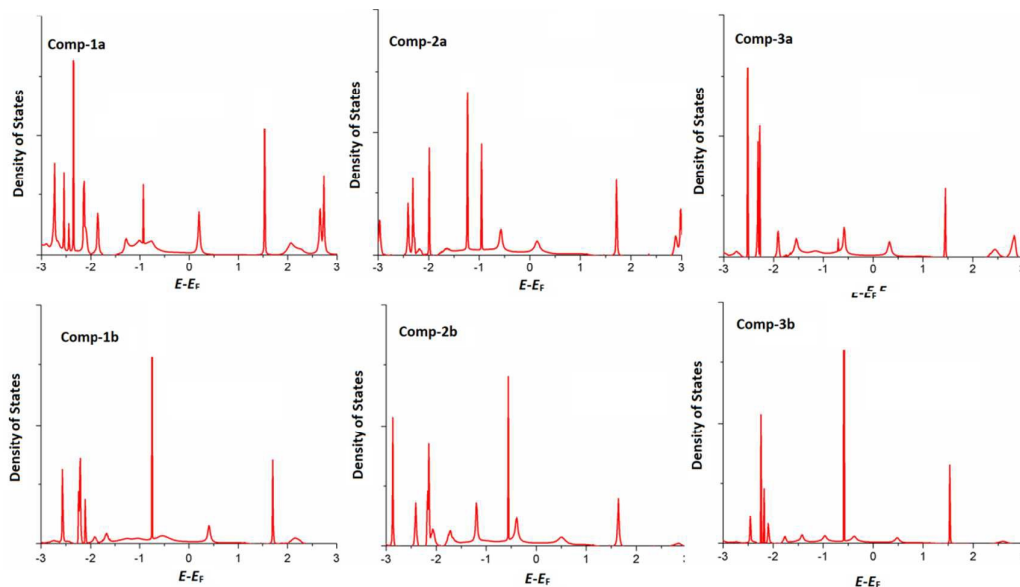 Comp-1a
Density of States
-3 -2 -1 0 1 2 3
E-EF
Comp-2a
Density of States
-3 -2 -1 0 1 2 3
E-EF
Comp-3a
Density of States
-3 -2 -1 0 1 2
Comp-1b
Density of States
-3 -2 -1 0 1 2 3
E-EF
Comp-2b
Density of States
-3 -2 -1 0 1 2
E-EF
Comp-3b
Density of States
-3 -2 -1 0 1 2
E-EF